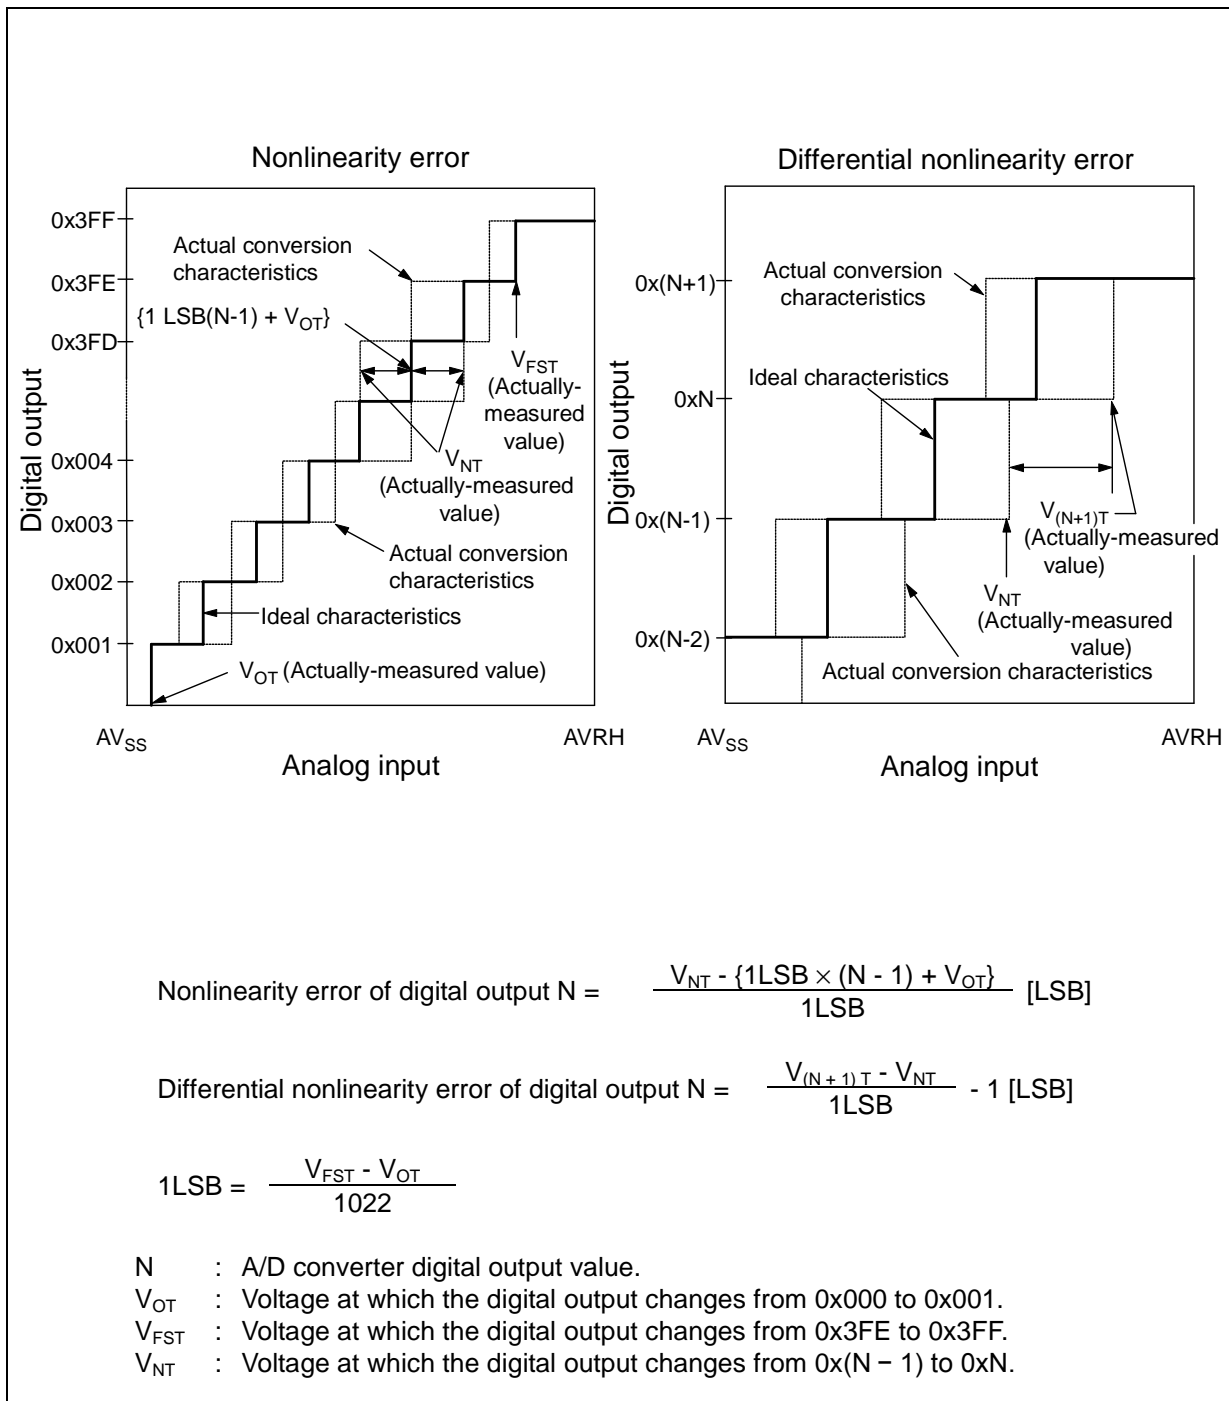 Nonlinearity error
Digital output
0x3FF
0x3FE
0x3FD
0x004
0x003
0x002
0x001
Actual conversion
characteristics
{1 LSB(N-1) + VOT}
VFST
(Actually-
measured
value)
VNT
(Actually-measured
value)
Actual conversion
characteristics
Ideal characteristics
VOT (Actually-measured value)
AVSS
AVRH
Analog input
Differential nonlinearity error
Digital output
0x(N+1)
0xN
0x(N-1)
0x(N-2)
Actual conversion
characteristics
Ideal characteristics
V(N+1)T
(Actually-measured
value)
VNT
(Actually-measured
value)
Actual conversion characteristics
AVSS
AVRH
Analog input
Nonlinearity error of digital output N = VNT - {1LSB × (N - 1) + VOT} / 1LSB [LSB]
Differential nonlinearity error of digital output N = V(N + 1) T - VNT / 1LSB - 1 [LSB]
1LSB = VFST - VOT / 1022
N : A/D converter digital output value.
VOT : Voltage at which the digital output changes from 0x000 to 0x001.
VFST : Voltage at which the digital output changes from 0x3FE to 0x3FF.
VNT : Voltage at which the digital output changes from 0x(N − 1) to 0xN.